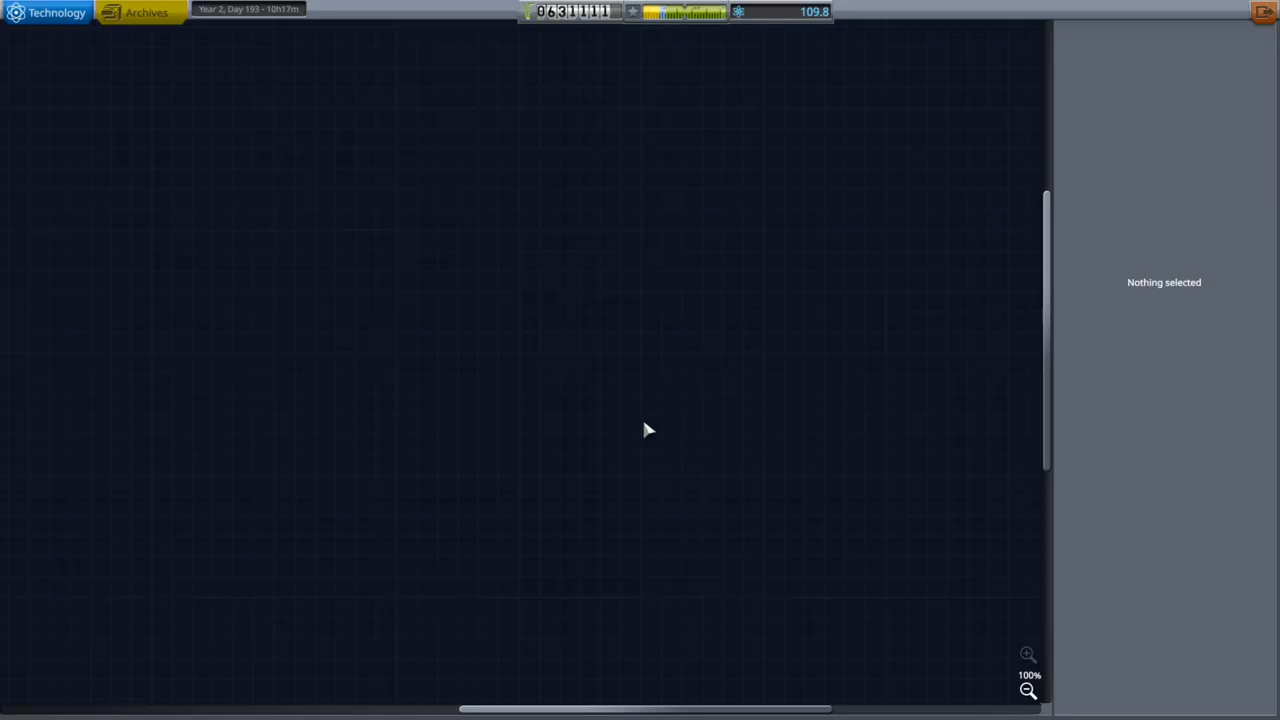 Technology
Archives
Year 2, Day 193 - 10h17m
0631111
109.8
Nothing selected
100%